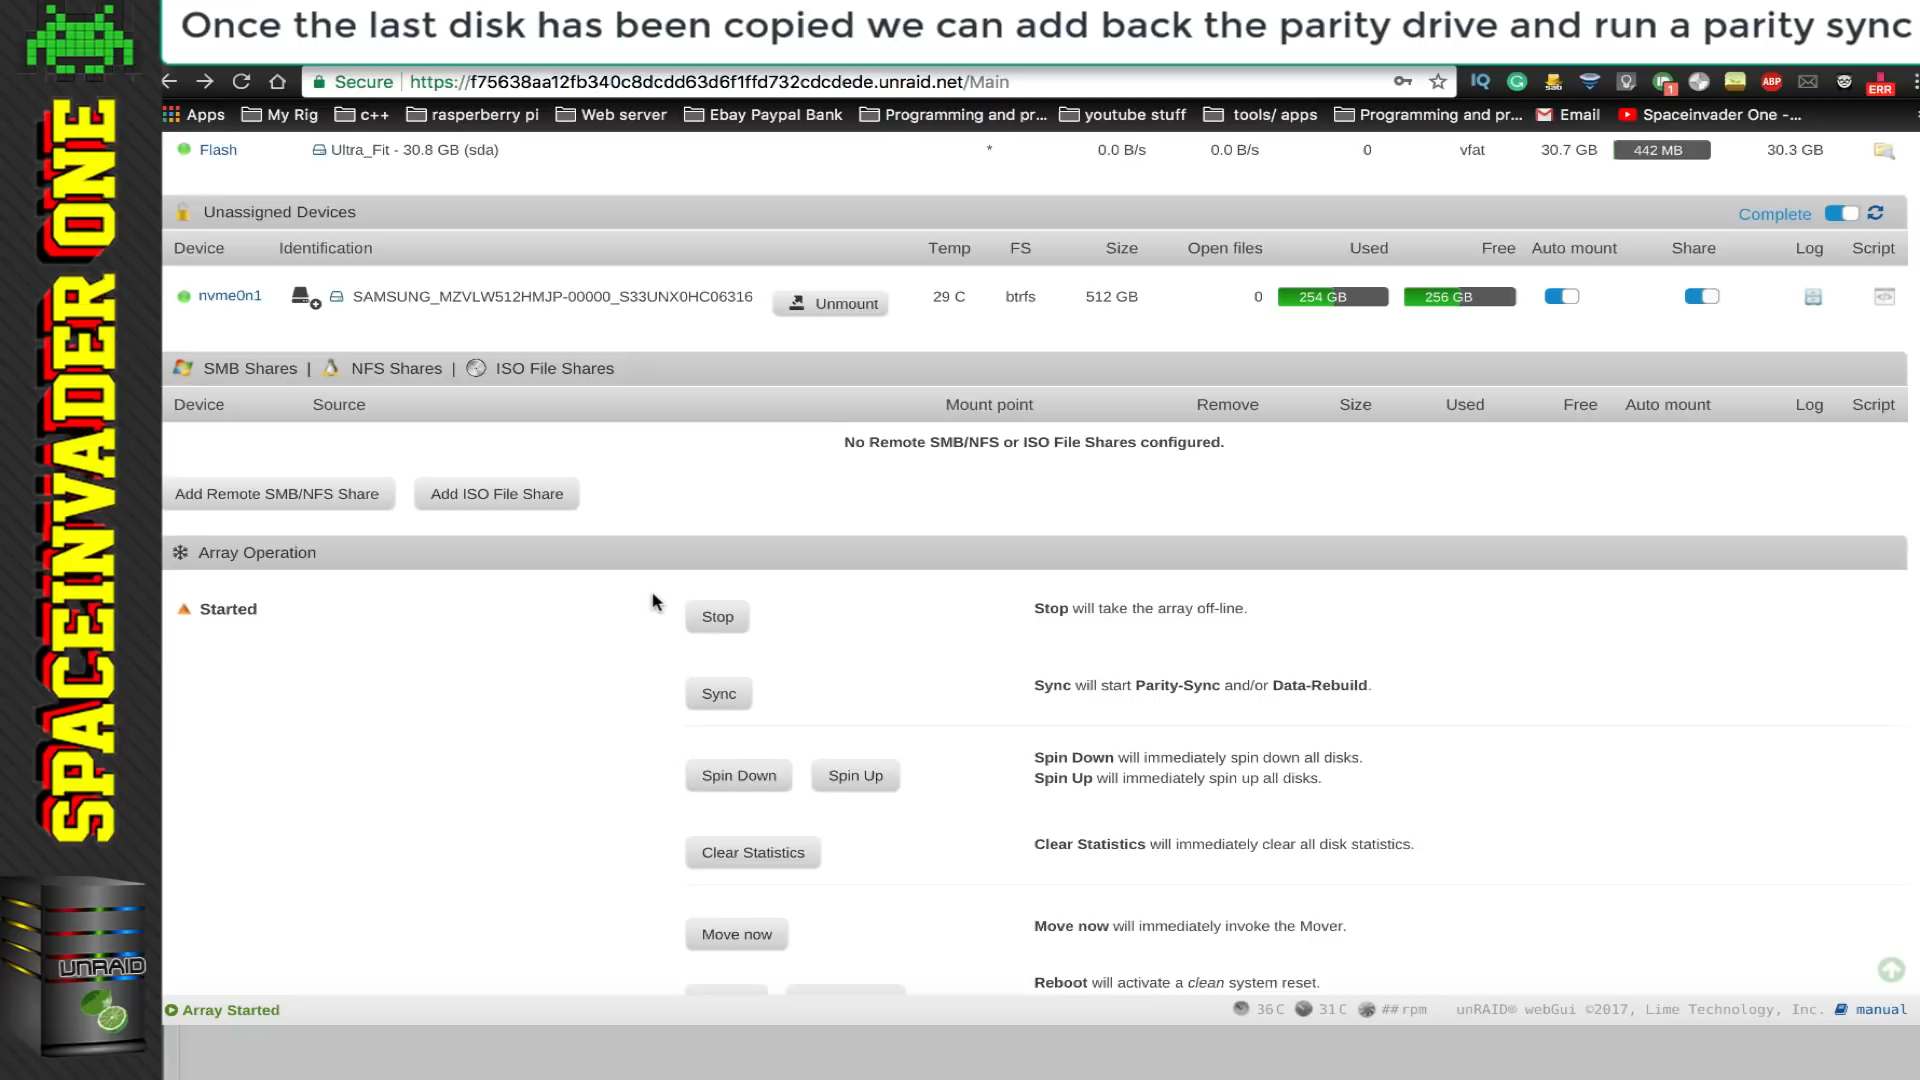 Once the last disk has been copied we can add back the parity drive and run a parity sync
SPACEINVADER ONE
Secure | https://f75638aa12fb340c8dcdd63d6f1ffd732cdcdede.unraid.net/Main
IQ sab 1 ABP ERR
Apps My Rig c++ rasperberry pi Web server Ebay Paypal Bank Programming and pr... youtube stuff tools/ apps Programming and pr... Email Spaceinvader One -...
Flash Ultra_Fit - 30.8 GB (sda) * 0.0 B/s 0.0 B/s 0 vfat 30.7 GB 442 MB 30.3 GB
Unassigned Devices Complete
Device Identification Temp FS Size Open files Used Free Auto mount Share Log Script
nvme0n1 SAMSUNG_MZVLW512HMJP-00000_S33UNX0HC06316 Unmount 29 C btrfs 512 GB 0 254 GB 256 GB
SMB Shares | NFS Shares | ISO File Shares
Device Source Mount point Remove Size Used Free Auto mount Log Script
No Remote SMB/NFS or ISO File Shares configured.
Add Remote SMB/NFS Share Add ISO File Share
Array Operation
Started Stop Stop will take the array off-line.
Sync Sync will start Parity-Sync and/or Data-Rebuild.
Spin Down Spin Up Spin Down will immediately spin down all disks.
Spin Up will immediately spin up all disks.
Clear Statistics Clear Statistics will immediately clear all disk statistics.
Move now Move now will immediately invoke the Mover.
Reboot will activate a clean system reset.
Array Started 36 C 31 C ## rpm unRAID® webGui ©2017, Lime Technology, Inc. manual
UNRAID